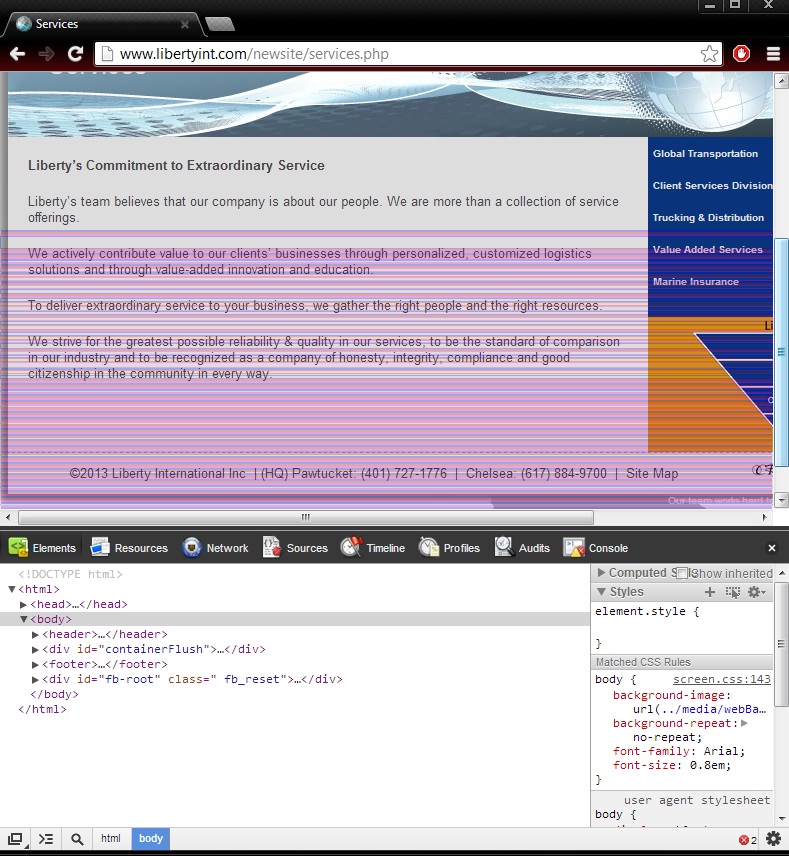 Services
www.libertyint.com/newsite/services.php
Liberty's Commitment to Extraordinary Service
Liberty's team believes that our company is about our people. We are more than a collection of service
offerings.
We actively contribute value to our clients' businesses through personalized, customized logistics
solutions and through value-added innovation and education.
To deliver extraordinary service to your business, we gather the right people and the right resources.
We strive for the greatest possible reliability & quality in our services, to be the standard of comparison
in our industry and to be recognized as a company of honesty, integrity, compliance and good
citizenship in the community in every way.
Global Transportation
Client Services Division
Trucking & Distribution
Value Added Services
Marine Insurance
Li
©2013 Liberty International Inc | (HQ) Pawtucket: (401) 727-1776 | Chelsea: (617) 884-9700 | Site Map
Our team works hard t
Elements Resources Network Sources Timeline Profiles Audits Console
<!DOCTYPE html>
▼<html>
▶<head>…</head>
▼<body>
▶<header>…</header>
▶<div id="containerFlush">…</div>
▶<footer>…</footer>
▶<div id="fb-root" class=" fb_reset">…</div>
</body>
</html>
▶ Computed Show inherited
▼ Styles
element.style {
}
Matched CSS Rules
body { screen.css:143
background-image:
url(../media/webBa…
background-repeat:▶
no-repeat;
font-family: Arial;
font-size: 0.8em;
}
user agent stylesheet
body {
html body
2